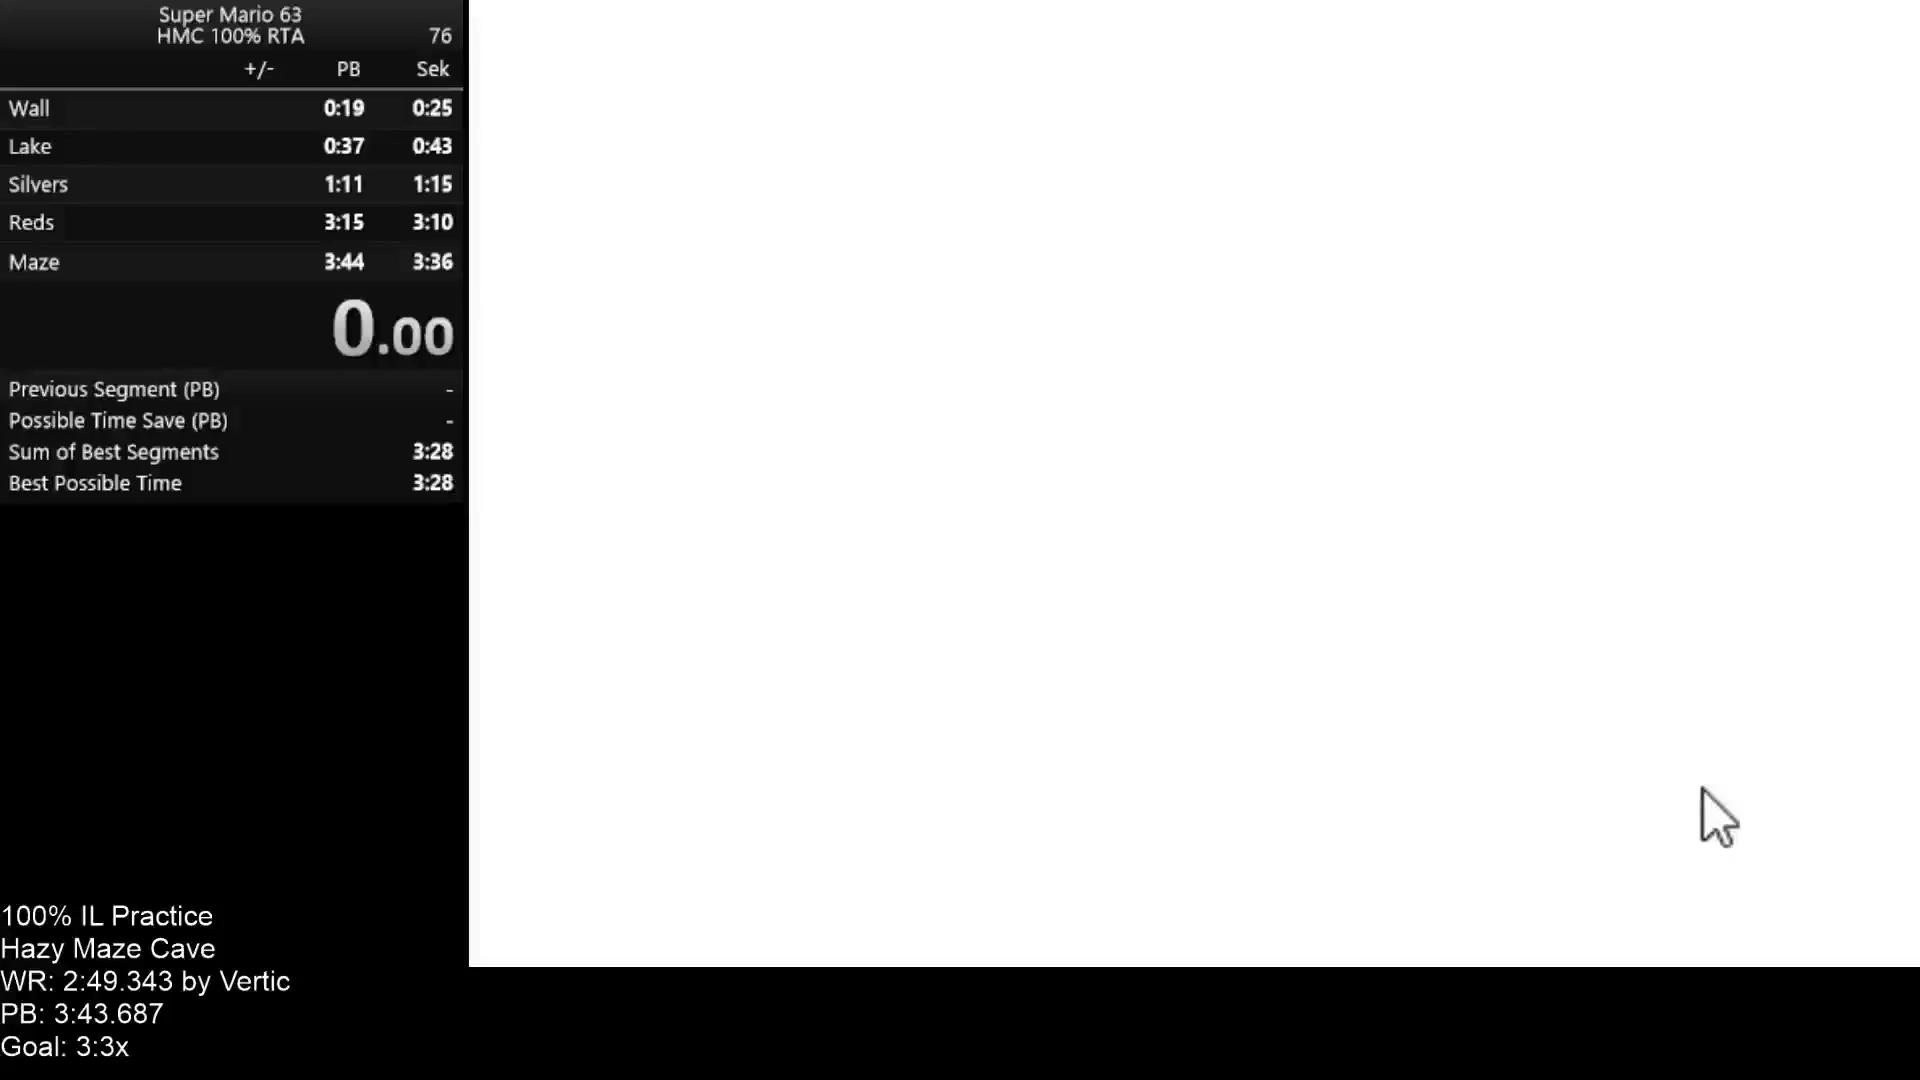 Super Mario 63
HMC 100% RTA 76
+/- PB Sek
Wall 0:19 0:25
Lake 0:37 0:43
Silvers 1:11 1:15
Reds 3:15 3:10
Maze 3:44 3:36
0.00
Previous Segment (PB) -
Possible Time Save (PB) -
Sum of Best Segments 3:28
Best Possible Time 3:28
100% IL Practice
Hazy Maze Cave
WR: 2:49.343 by Vertic
PB: 3:43.687
Goal: 3:3x